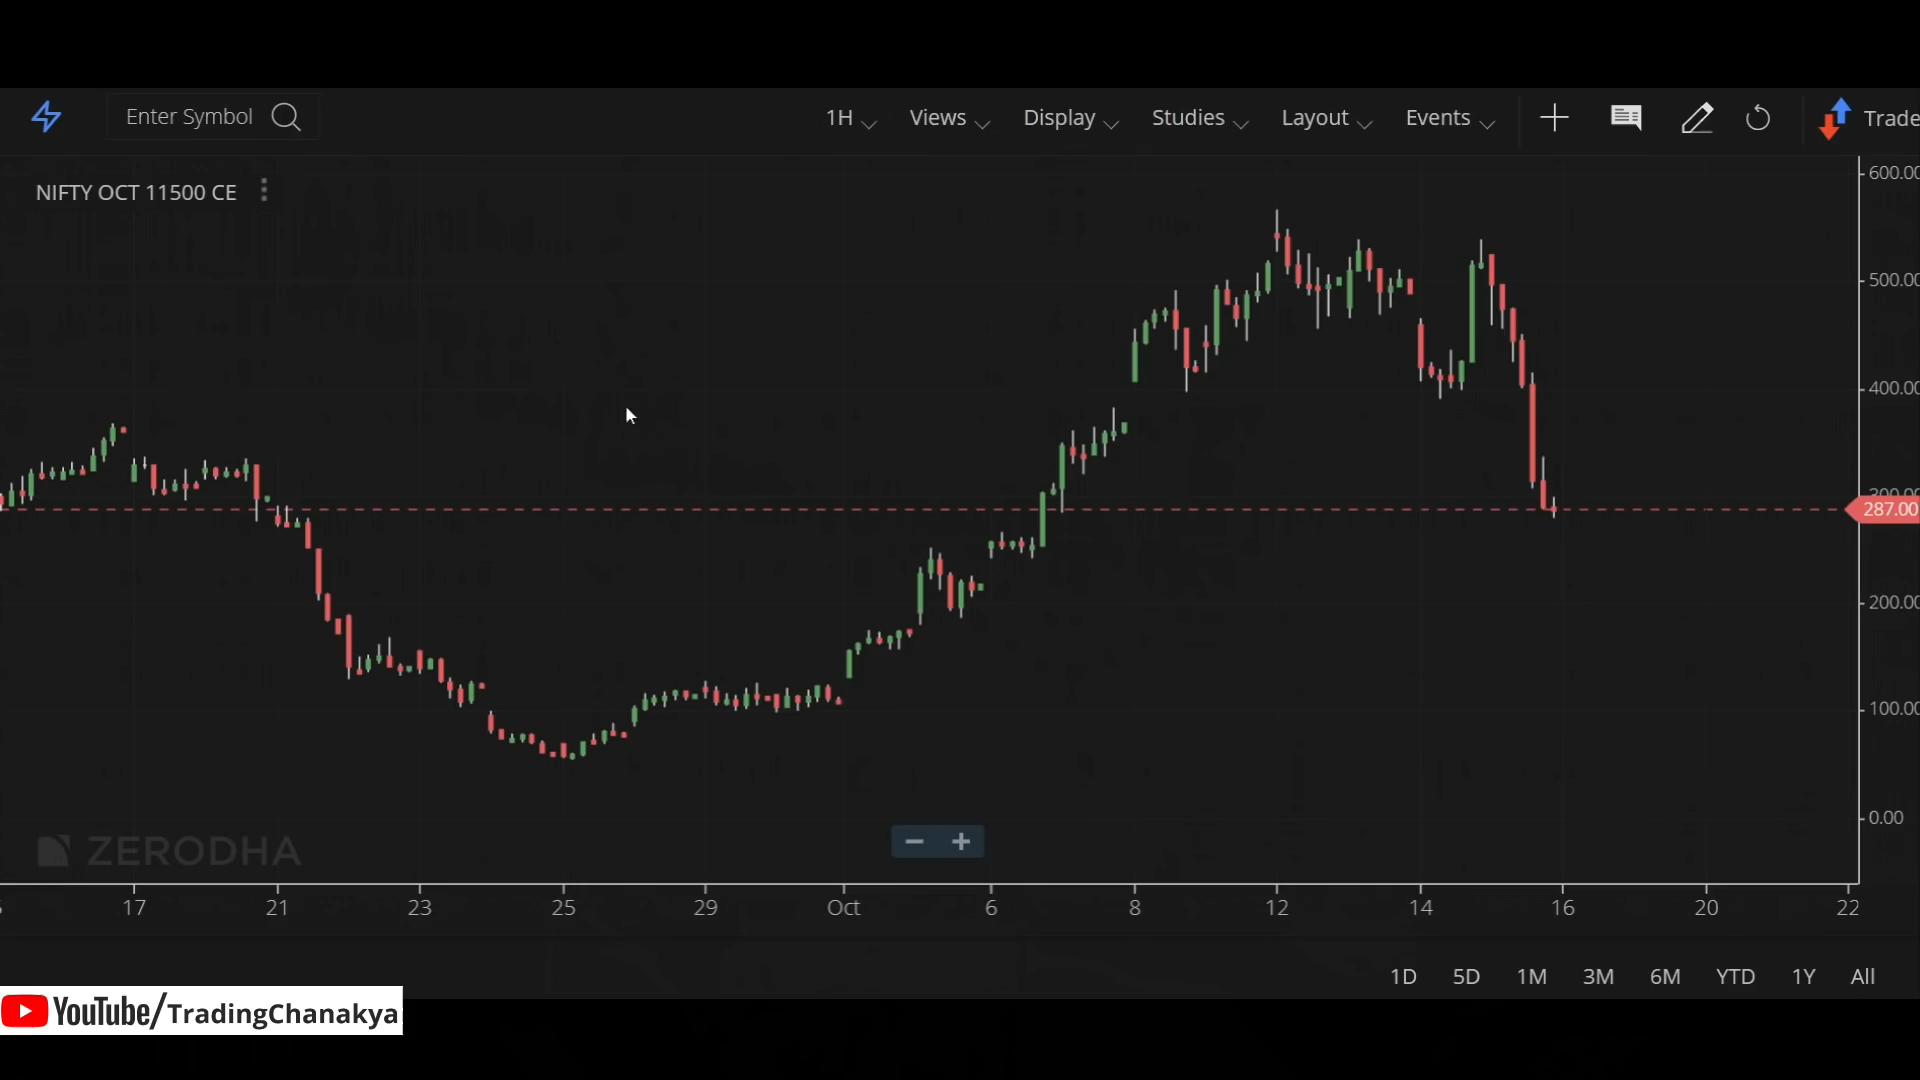 Enter Symbol
1H Views Display Studies Layout Events Trade
NIFTY OCT 11500 CE
600.00
500.00
400.00
300.00
287.00
200.00
100.00
0.00
ZERODHA
17 21 23 25 29 Oct 6 8 12 14 16 20 22
1D 5D 1M 3M 6M YTD 1Y All
YouTube/TradingChanakya